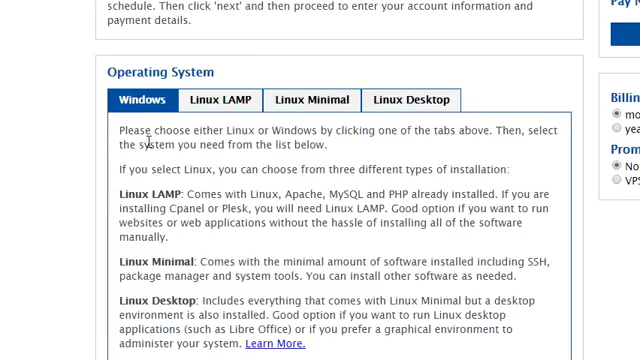 schedule. Then click 'next' and then proceed to enter your account information and
payment details.
Pay N
Operating System
Windows
Linux LAMP
Linux Minimal
Linux Desktop
Please choose either Linux or Windows by clicking one of the tabs above. Then, select
the system you need from the list below.
If you select Linux, you can choose from three different types of installation:
Linux LAMP: Comes with Linux, Apache, MySQL and PHP already installed. If you are
installing Cpanel or Plesk, you will need Linux LAMP. Good option if you want to run
websites or web applications without the hassle of installing all of the software
manually.
Linux Minimal: Comes with the minimal amount of software installed including SSH,
package manager and system tools. You can install other software as needed.
Linux Desktop: Includes everything that comes with Linux Minimal but a desktop
environment is also installed. Good option if you want to run Linux desktop
applications (such as Libre Office) or if you prefer a graphical environment to
administer your system. Learn More.
Billin
mo
yea
Prom
No
VPS